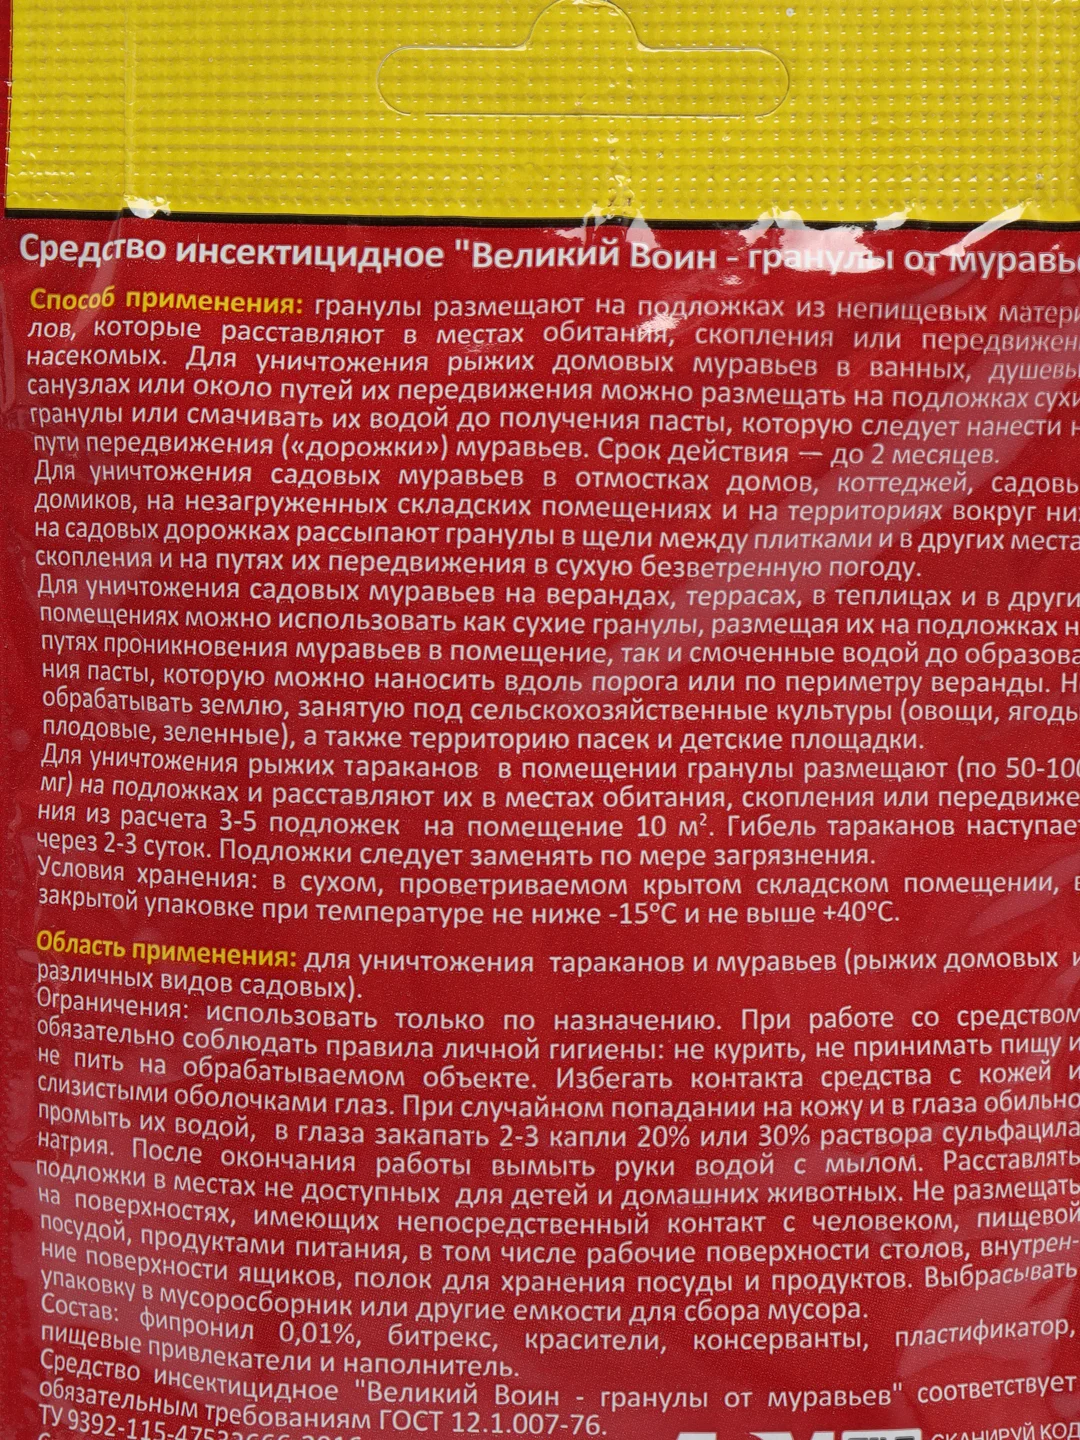 Средство инсектицидное "Великий Воин - гранулы от муравье
Способ применения: гранулы размещают на подложках из непищевых матери
лов, которые расставляют в местах обитания, скопления или передвижен
насекомых. Для уничтожения рыжих домовых муравьев в ванных, душевы
санузлах или около путей их передвижения можно размещать на подложках сухи
гранулы или смачивать их водой до получения пасты, которую следует нанести н
пути передвижения («дорожки») муравьев. Срок действия — до 2 месяцев.
Для уничтожения садовых муравьев в отмостках домов, коттеджей, садовы
домиков, на незагруженных складских помещениях и на территориях вокруг них
на садовых дорожках рассыпают гранулы в щели между плитками и в других места
скопления и на путях их передвижения в сухую безветренную погоду.
Для уничтожения садовых муравьев на верандах, террасах, в теплицах и в други
помещениях можно использовать как сухие гранулы, размещая их на подложках н
путях проникновения муравьев в помещение, так и смоченные водой до образова
ния пасты, которую можно наносить вдоль порога или по периметру веранды. Н
обрабатывать землю, занятую под сельскохозяйственные культуры (овощи, ягоды
плодовые, зеленные), а также территорию пасек и детские площадки.
Для уничтожения рыжих тараканов в помещении гранулы размещают (по 50-100
мг) на подложках и расставляют их в местах обитания, скопления или передвиже
ния из расчета 3-5 подложек на помещение 10 м². Гибель тараканов наступает
через 2-3 суток. Подложки следует заменять по мере загрязнения.
Условия хранения: в сухом, проветриваемом крытом складском помещении, в
закрытой упаковке при температуре не ниже -15°С и не выше +40°С.
Область применения: для уничтожения тараканов и муравьев (рыжих домовых и
различных видов садовых).
Ограничения: использовать только по назначению. При работе со средством
обязательно соблюдать правила личной гигиены: не курить, не принимать пищу и
не пить на обрабатываемом объекте. Избегать контакта средства с кожей и
слизистыми оболочками глаз. При случайном попадании на кожу и в глаза обильно
промыть их водой, в глаза закапать 2-3 капли 20% или 30% раствора сульфацила
натрия. После окончания работы вымыть руки водой с мылом. Расставлять
подложки в местах не доступных для детей и домашних животных. Не размещать
на поверхностях, имеющих непосредственный контакт с человеком, пищевой
посудой, продуктами питания, в том числе рабочие поверхности столов, внутрен-
ние поверхности ящиков, полок для хранения посуды и продуктов. Выбрасывать
упаковку в мусоросборник или другие емкости для сбора мусора.
Состав: фипронил 0,01%, битрекс, красители, консерванты, пластификатор,
пищевые привлекатели и наполнитель.
Средство инсектицидное "Великий Воин - гранулы от муравьев" соответствует
обязательным требованиям ГОСТ 12.1.007-76.
ТУ 9392-115-47533666-2016
СКАНИРУЙ КОД